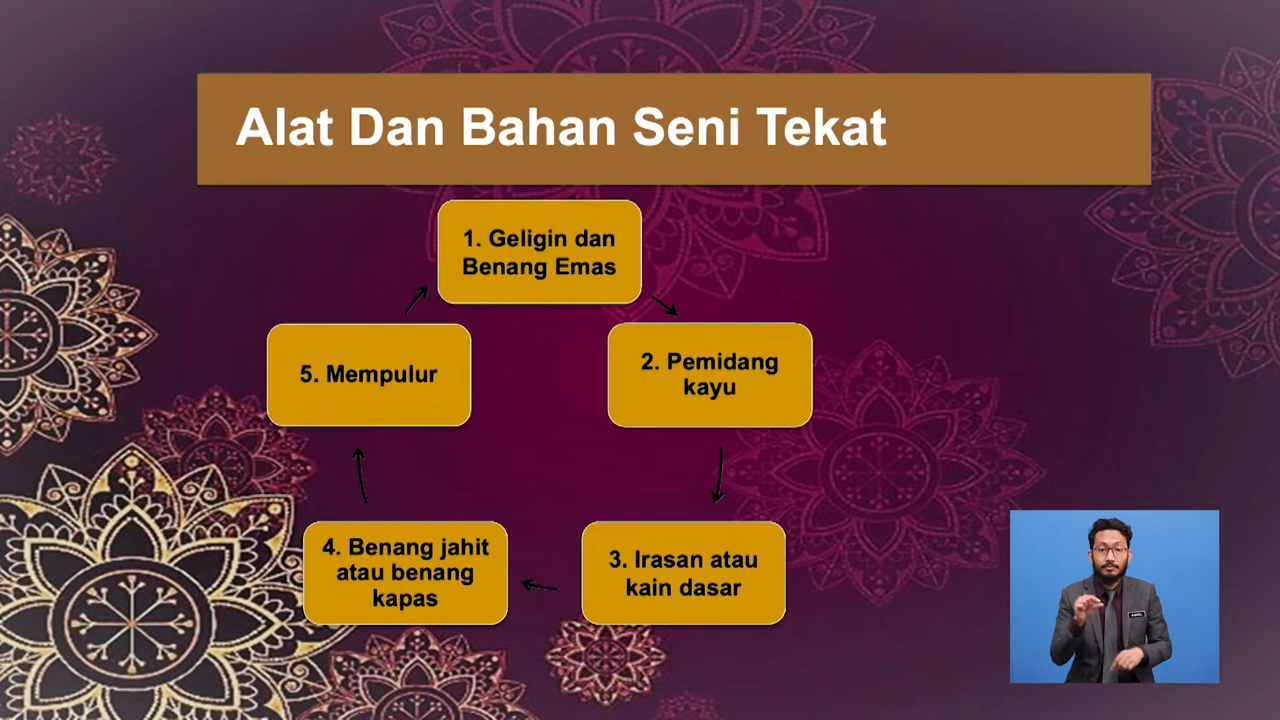 Alat Dan Bahan Seni Tekat
1. Geligin dan
Benang Emas
2. Pemidang
kayu
3. Irasan atau
kain dasar
4. Benang jahit
atau benang
kapas
5. Mempulur